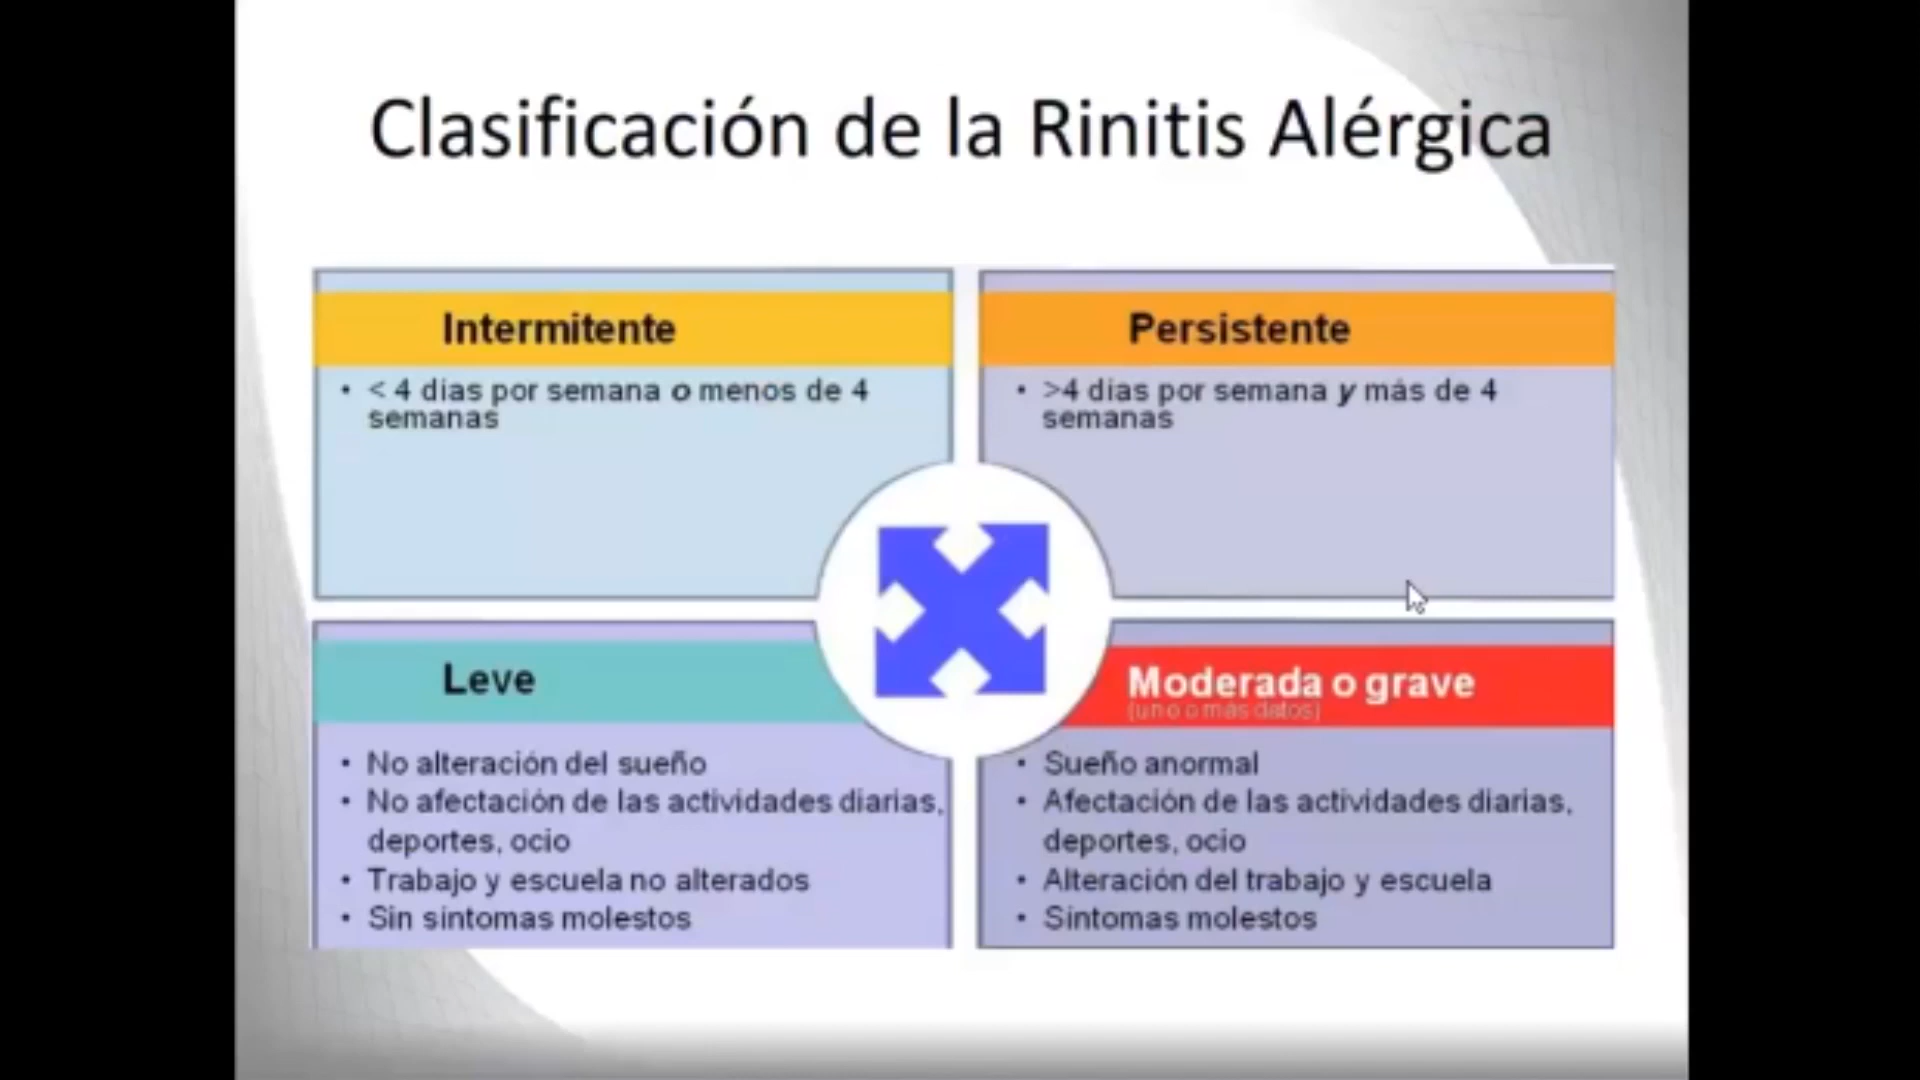 Clasificación de la Rinitis Alérgica
Intermitente
• < 4 días por semana o menos de 4
semanas
Persistente
• >4 días por semana y más de 4
semanas
Leve
• No alteración del sueño
• No afectación de las actividades diarias,
deportes, ocio
• Trabajo y escuela no alterados
• Sin síntomas molestos
Moderada o grave
(uno o más datos)
• Sueño anormal
• Afectación de las actividades diarias,
deportes, ocio
• Alteración del trabajo y escuela
• Síntomas molestos